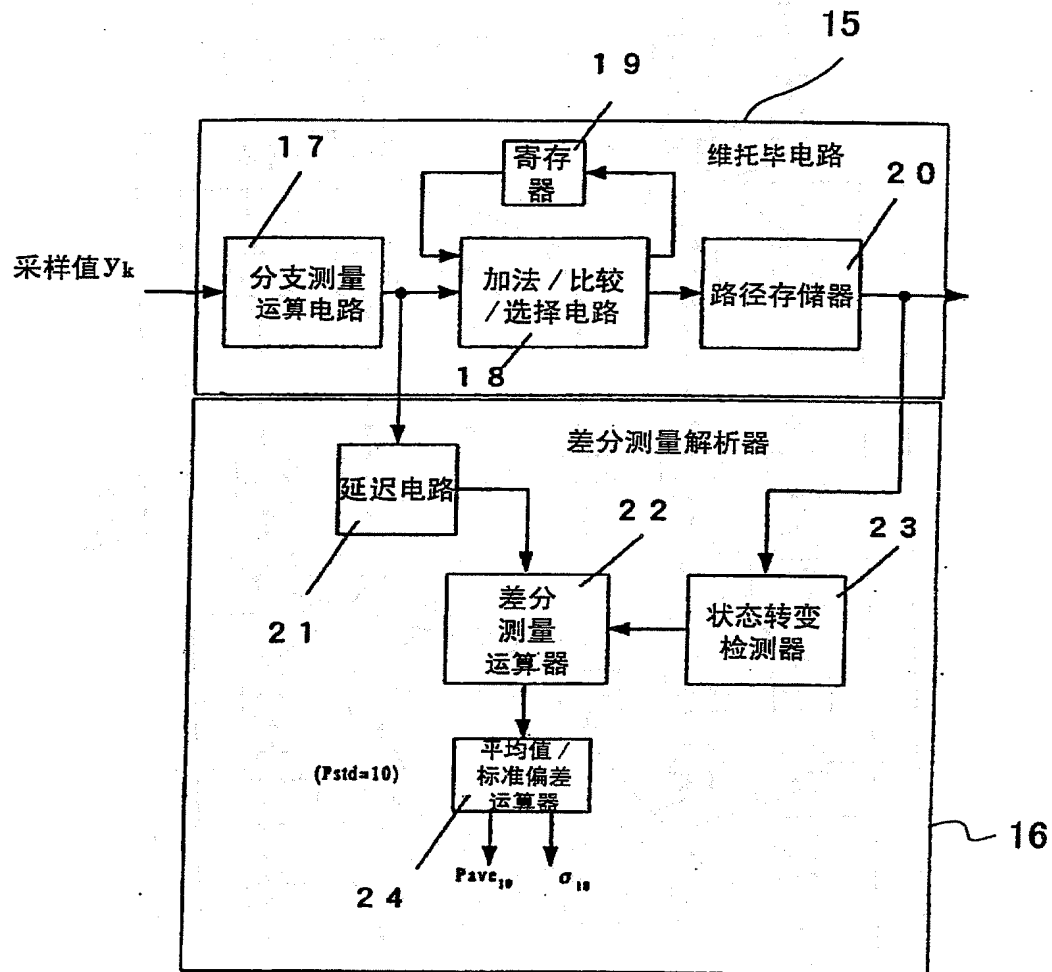 15
19
17
寄存
器
维托毕电路
20
采样值yk
分支测量
运算电路
加法/比较
/选择电路
路径存储器
18
差分测量解析器
延迟电路
22
23
21
差分
测量
运算器
状态转变
检测器
(Pstd=10)
平均值/
标准偏差
运算器
16
24
Pave10
σ10